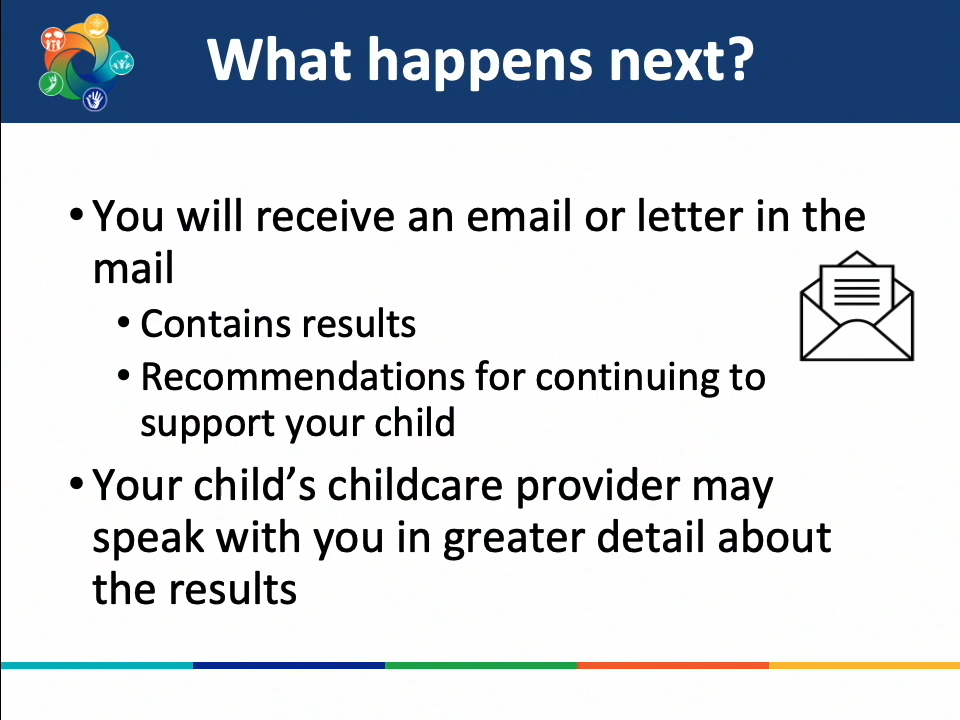 What happens next?
• You will receive an email or letter in the
mail
• Contains results
• Recommendations for continuing to
support your child
• Your child’s childcare provider may
speak with you in greater detail about
the results